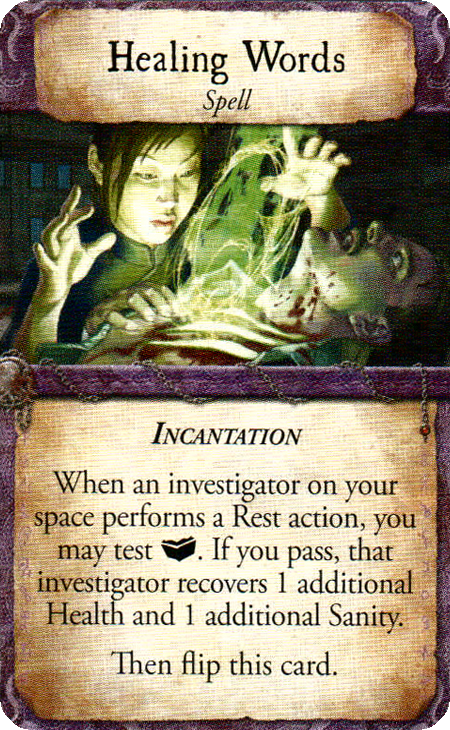 Healing Words
Spell
INCANTATION
When an investigator on your
space performs a Rest action, you
may test . If you pass, that
investigator recovers 1 additional
Health and 1 additional Sanity.
Then flip this card.